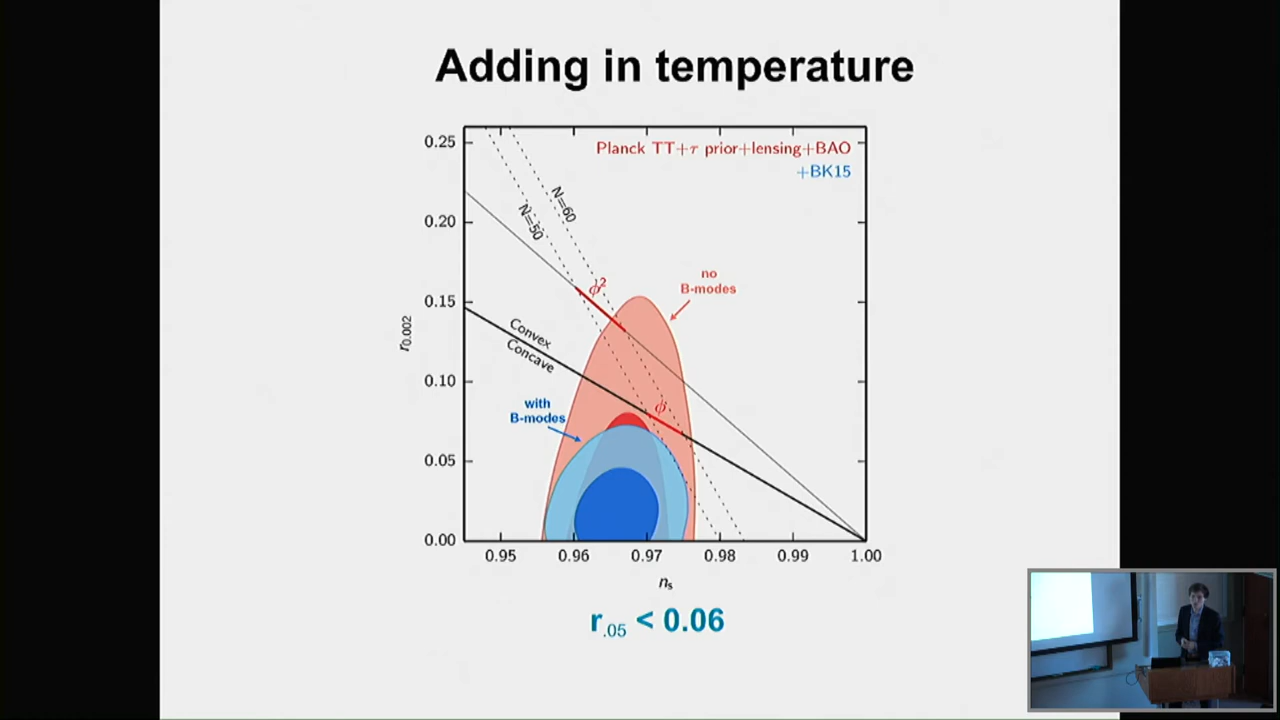 Adding in temperature
0.25
0.20
0.15
0.10
0.05
0.00
r0.002
Planck TT+τ prior+lensing+BAO
+BK15
N=60
N=50
ϕ2
no
B-modes
Convex
Concave
ϕ
with
B-modes
0.95 0.96 0.97 0.98 0.99 1.00
ns
r.05 < 0.06